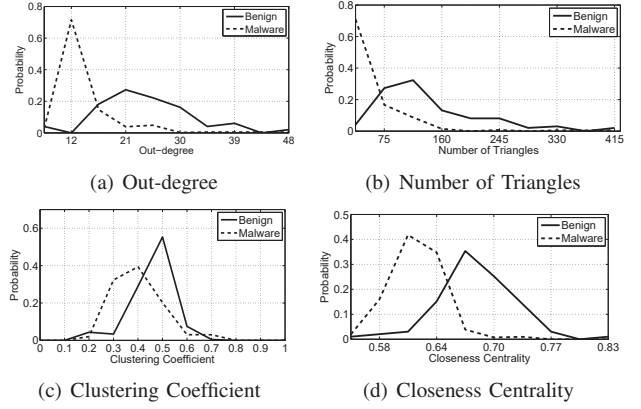 0.8
0.6
0.4
0.2
0
Probability
12 21 30 39 48
Out−degree
Benign
Malware
(a) Out-degree
0.8
0.6
0.4
0.2
0
Probability
75 160 245 330 415
Number of Triangles
Benign
Malware
(b) Number of Triangles
0.6
0.4
0.2
0
Probability
0 0.1 0.2 0.3 0.4 0.5 0.6 0.7 0.8 0.9 1
Clustering Coefficient
Benign
Malware
(c) Clustering Coefficient
0.5
0.4
0.3
0.2
0.1
0
Probability
0.58 0.64 0.70 0.77 0.83
Closeness Centrality
Benign
Malware
(d) Closeness Centrality